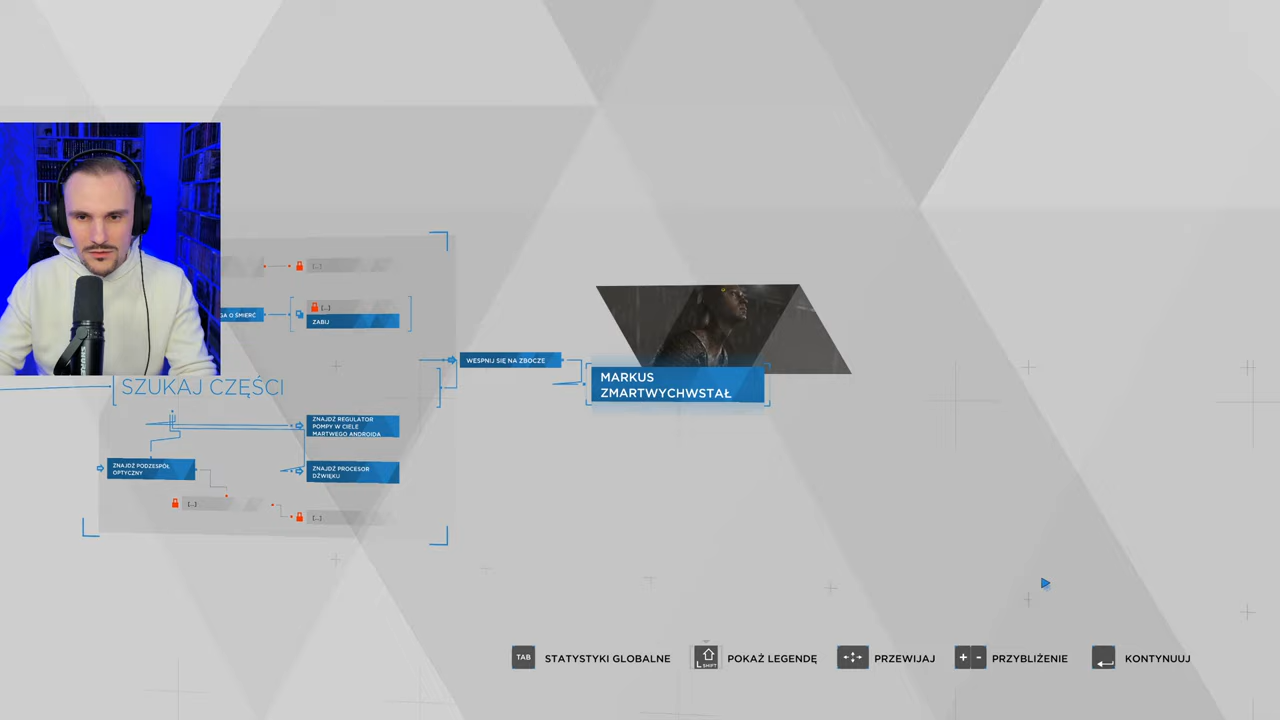 [...]
GA O ŚMIERĆ
[...]
ZABIJ
WESPNIJ SIĘ NA ZBOCZE
MARKUS
ZMARTWYCHWSTAŁ
SZUKAJ CZĘŚCI
ZNAJDŹ REGULATOR
POMPY W CIELE
MARTWEGO ANDROIDA
ZNAJDŹ PODZESPÓŁ
OPTYCZNY
ZNAJDŹ PROCESOR
DŹWIĘKU
[...]
[...]
TAB STATYSTYKI GLOBALNE
SHIFT POKAŻ LEGENDĘ
PRZEWIJAJ
+ - PRZYBLIŻENIE
KONTYNUUJ